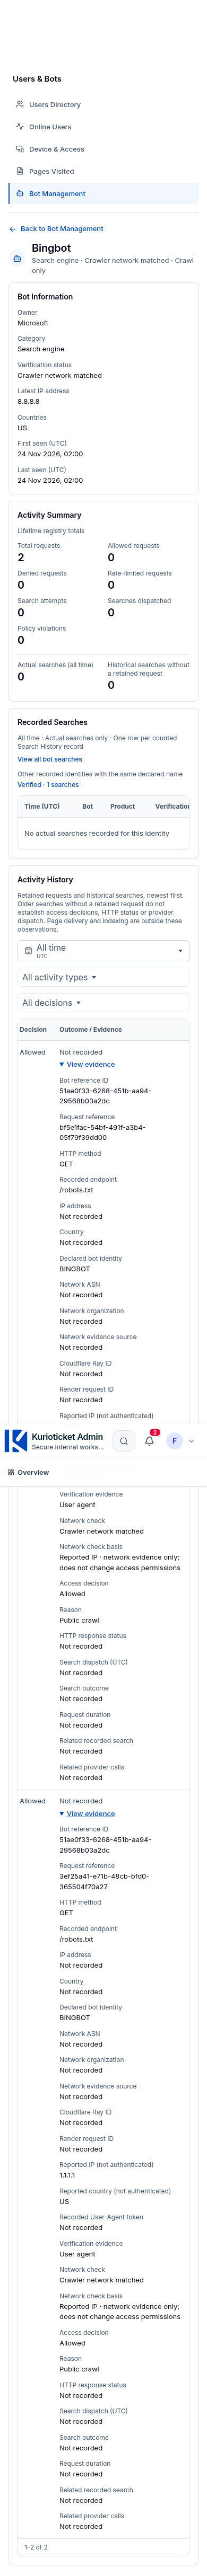 Users & Bots
Users Directory
Online Users
Device & Access
Pages Visited
Bot Management
Back to Bot Management
Bingbot
Search engine · Crawler network matched · Crawl
only
Bot Information
Owner
Microsoft
Category
Search engine
Verification status
Crawler network matched
Latest IP address
8.8.8.8
Countries
US
First seen (UTC)
24 Nov 2026, 02:00
Last seen (UTC)
24 Nov 2026, 02:00
Activity Summary
Lifetime registry totals
Total requests
2
Allowed requests
0
Denied requests
0
Rate-limited requests
0
Search attempts
0
Searches dispatched
0
Policy violations
0
Actual searches (all time)
0
Historical searches without
a retained request
0
Recorded Searches
All time · Actual searches only · One row per counted
Search History record
View all bot searches
Other recorded identities with the same declared name
Verified · 1 searches
Time (UTC) Bot Product Verification
No actual searches recorded for this identity
Activity History
Retained requests and historical searches, newest first.
Older searches without a retained request do not
establish access decisions, HTTP status or provider
dispatch. Page delivery and indexing are outside these
observations.
All time
UTC
All activity types
All decisions
Decision Outcome / Evidence
Allowed Not recorded
View evidence
Bot reference ID
51ae0f33-6268-451b-aa94-
29568b03a2dc
Request reference
bf5e1fac-54bf-491f-a3b4-
05f79f39dd00
HTTP method
GET
Recorded endpoint
/robots.txt
IP address
Not recorded
Country
Not recorded
Declared bot identity
BINGBOT
Network ASN
Not recorded
Network organization
Not recorded
Network evidence source
Not recorded
Cloudflare Ray ID
Not recorded
Render request ID
Not recorded
Reported IP (not authenticated)
Kurioticket Admin
Secure internal works...
2
F
Overview
Verification evidence
User agent
Network check
Crawler network matched
Network check basis
Reported IP · network evidence only;
does not change access permissions
Access decision
Allowed
Reason
Public crawl
HTTP response status
Not recorded
Search dispatch (UTC)
Not recorded
Search outcome
Not recorded
Request duration
Not recorded
Related recorded search
Not recorded
Related provider calls
Not recorded
Allowed Not recorded
View evidence
Bot reference ID
51ae0f33-6268-451b-aa94-
29568b03a2dc
Request reference
3ef25a41-e71b-48cb-bfd0-
365504f70a27
HTTP method
GET
Recorded endpoint
/robots.txt
IP address
Not recorded
Country
Not recorded
Declared bot identity
BINGBOT
Network ASN
Not recorded
Network organization
Not recorded
Network evidence source
Not recorded
Cloudflare Ray ID
Not recorded
Render request ID
Not recorded
Reported IP (not authenticated)
1.1.1.1
Reported country (not authenticated)
US
Recorded User-Agent token
Not recorded
Verification evidence
User agent
Network check
Crawler network matched
Network check basis
Reported IP · network evidence only;
does not change access permissions
Access decision
Allowed
Reason
Public crawl
HTTP response status
Not recorded
Search dispatch (UTC)
Not recorded
Search outcome
Not recorded
Request duration
Not recorded
Related recorded search
Not recorded
Related provider calls
Not recorded
1–2 of 2